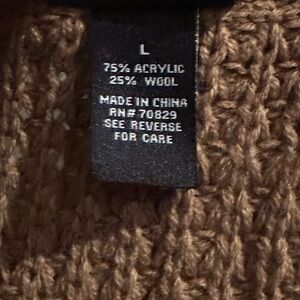 L
75% ACRYLIC
25% WOOL
MADE IN CHINA
RN# 70829
SEE REVERSE
FOR CARE